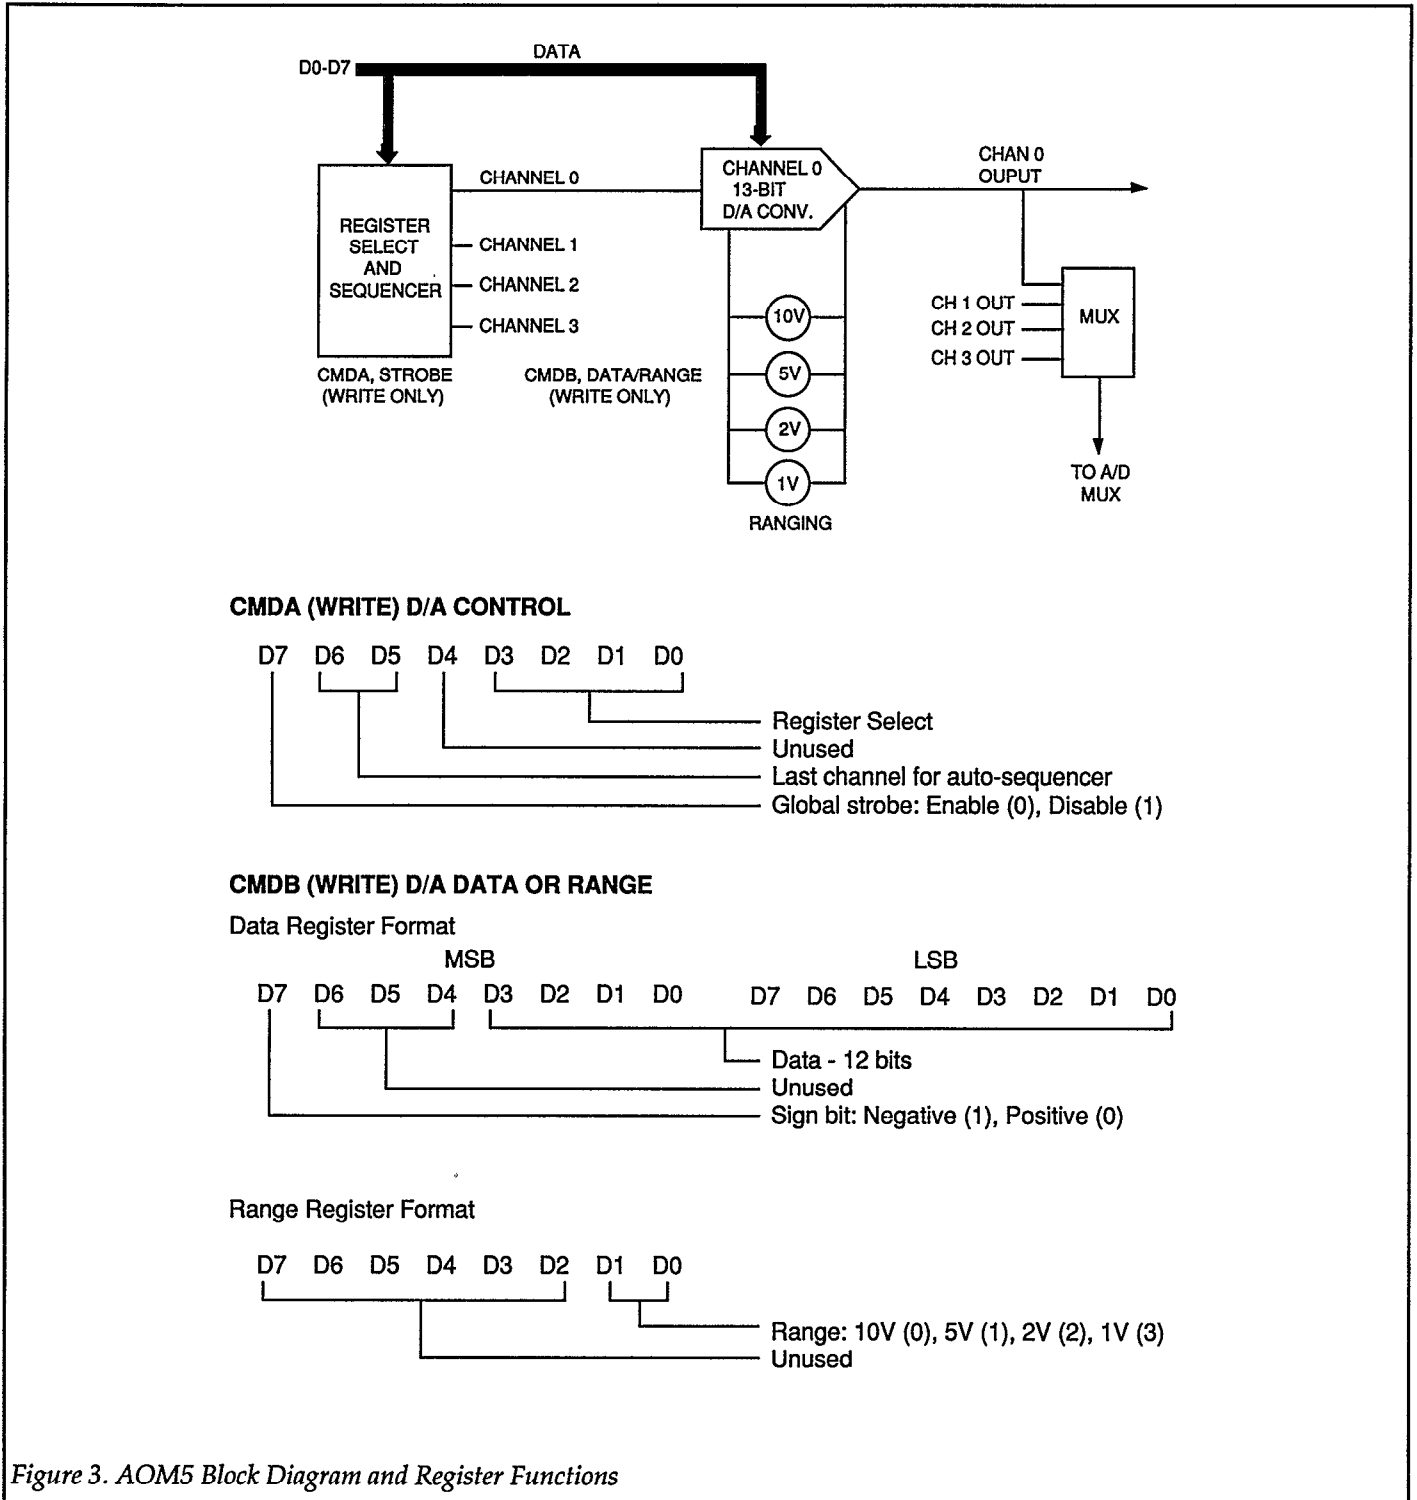 DATA
D0-D7
CHANNEL 0
REGISTER
SELECT
AND
SEQUENCER
CHANNEL 1
CHANNEL 2
CHANNEL 3
CMDA, STROBE
(WRITE ONLY)
CHANNEL 0
13-BIT
D/A CONV.
CMDB, DATA/RANGE
(WRITE ONLY)
10V
5V
2V
1V
RANGING
CHAN 0
OUPUT
CH 1 OUT
CH 2 OUT
CH 3 OUT
MUX
TO A/D
MUX
CMDA (WRITE) D/A CONTROL
D7 D6 D5 D4 D3 D2 D1 D0
Register Select
Unused
Last channel for auto-sequencer
Global strobe: Enable (0), Disable (1)
CMDB (WRITE) D/A DATA OR RANGE
Data Register Format
MSB LSB
D7 D6 D5 D4 D3 D2 D1 D0 D7 D6 D5 D4 D3 D2 D1 D0
Data - 12 bits
Unused
Sign bit: Negative (1), Positive (0)
Range Register Format
D7 D6 D5 D4 D3 D2 D1 D0
Range: 10V (0), 5V (1), 2V (2), 1V (3)
Unused
Figure 3. AOM5 Block Diagram and Register Functions